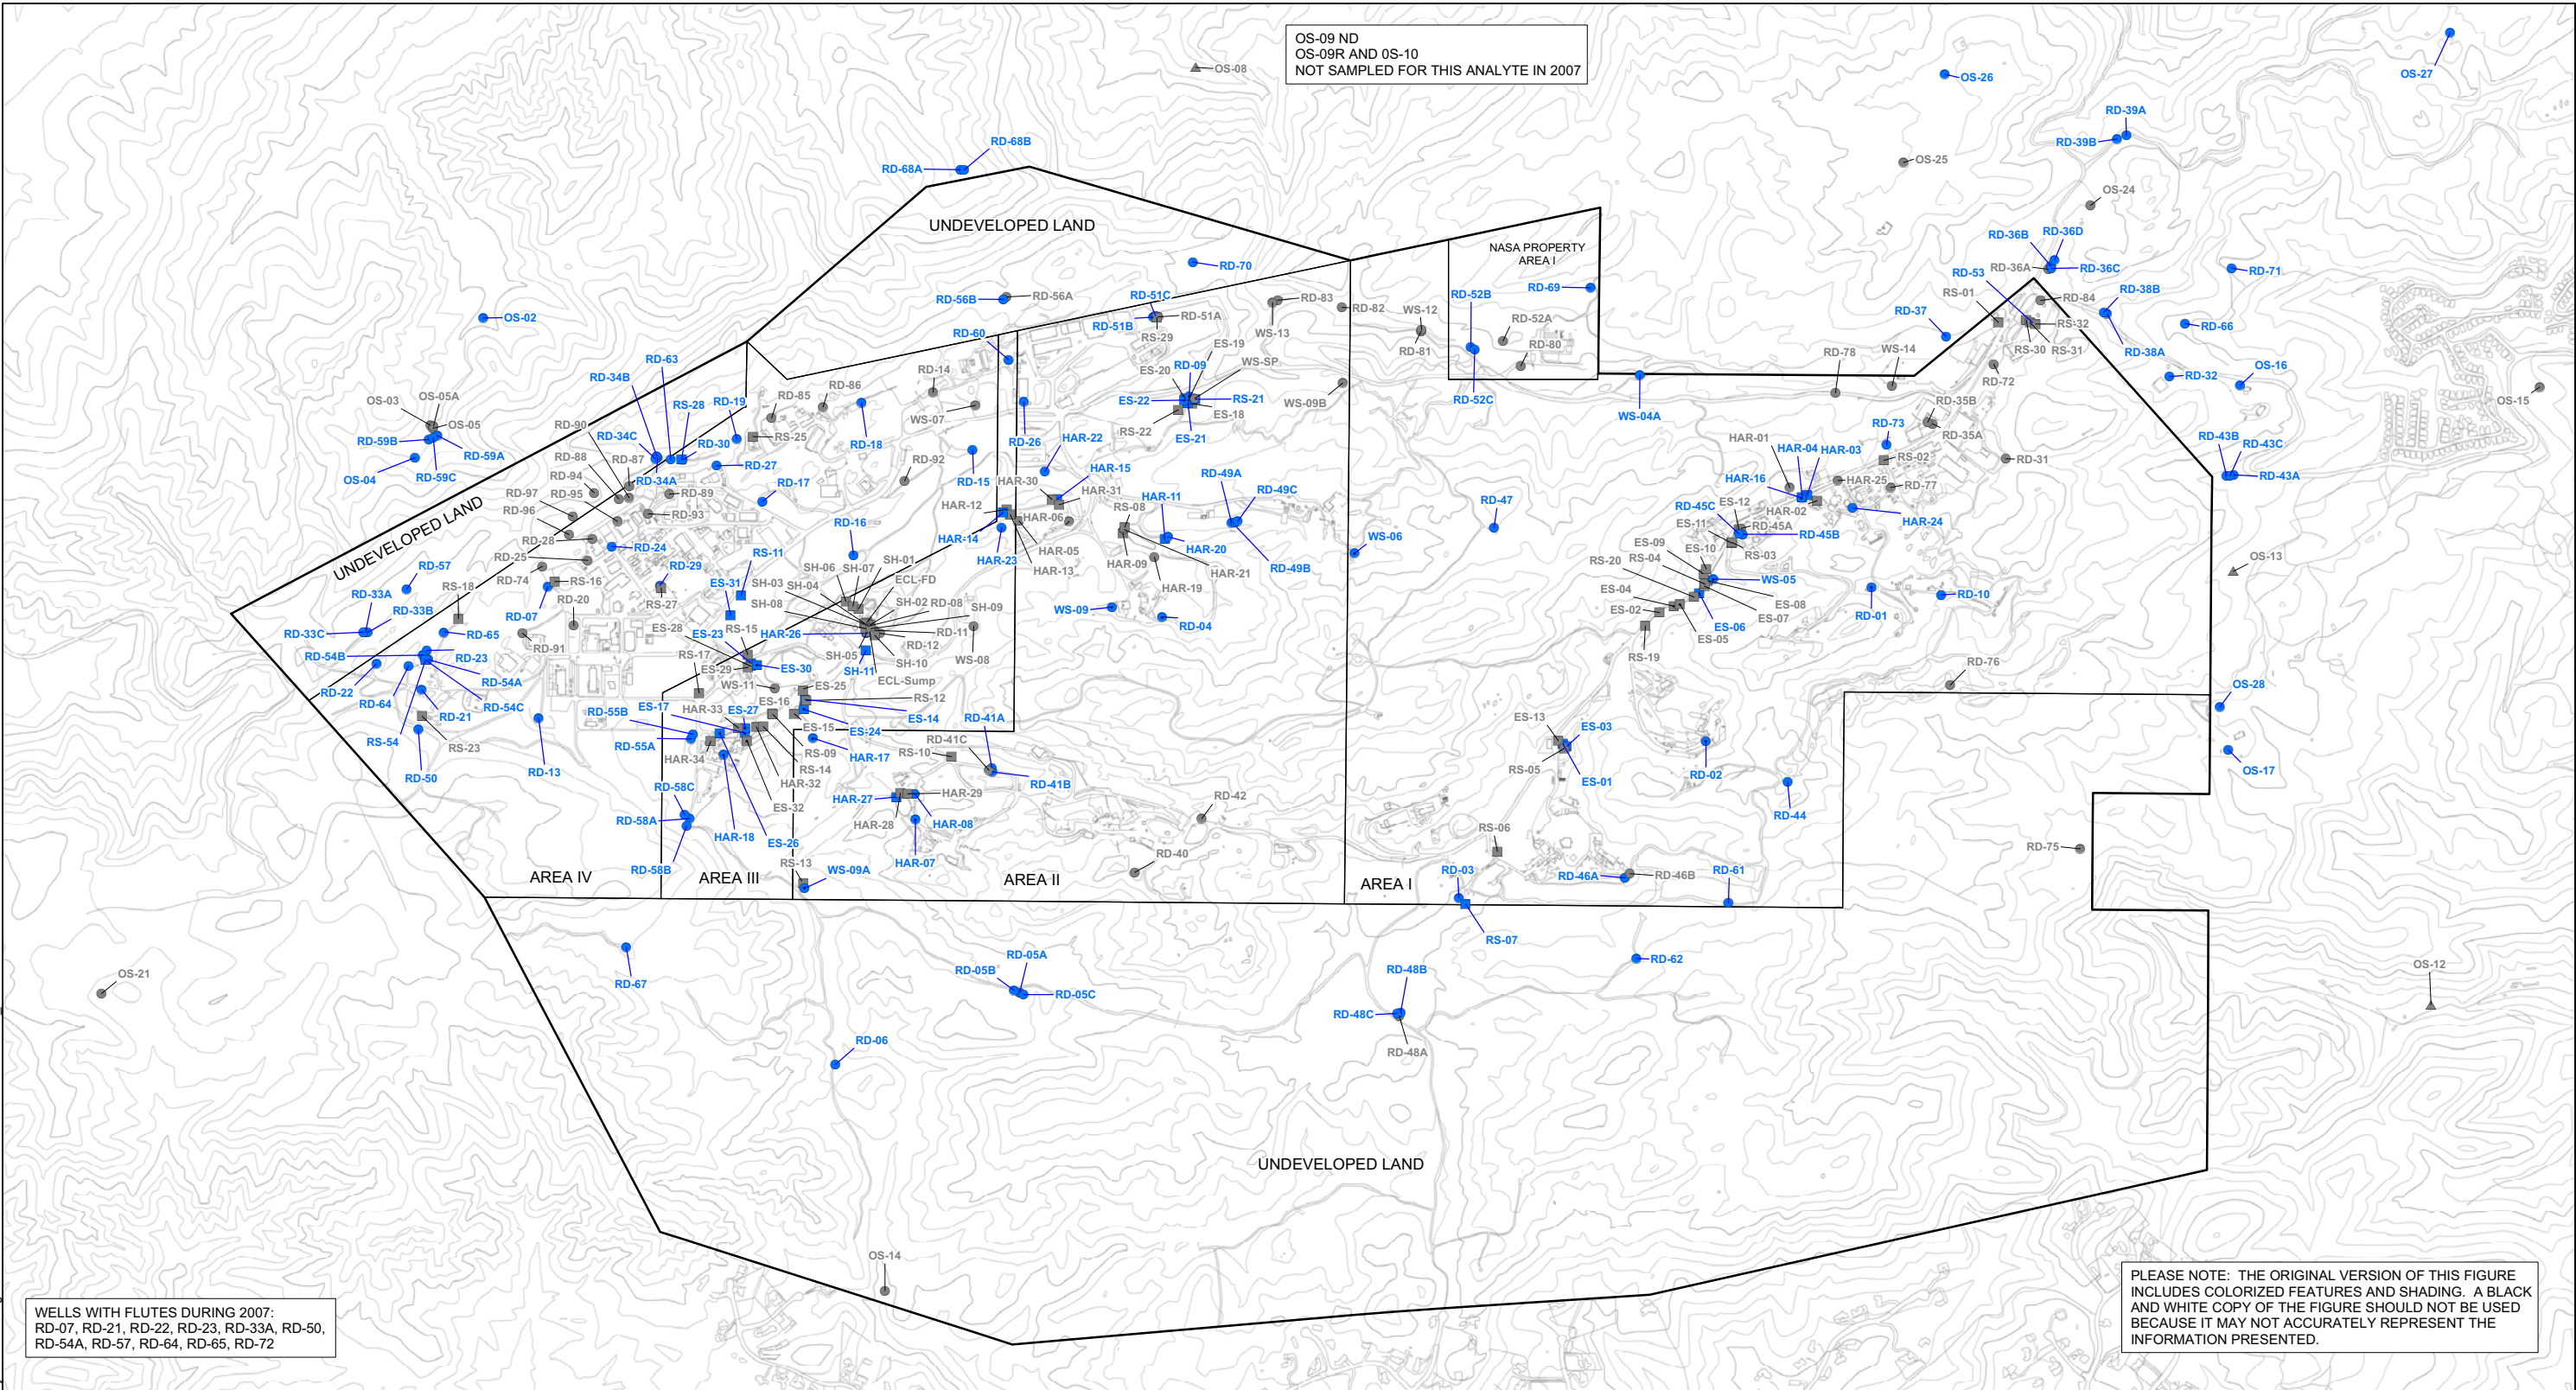 OS-09 ND
OS-09R AND 0S-10
NOT SAMPLED FOR THIS ANALYTE IN 2007
OS-08
OS-26
OS-27
RD-39A
RD-39B
RD-68B
RD-68A
OS-25
OS-24
UNDEVELOPED LAND
NASA PROPERTY
AREA I
RD-36B
RD-36D
RD-36A
RD-36C
RD-53
RS-01
RD-84
RD-38B
RD-71
RD-70
RD-69
RD-56B
RD-56A
RD-51C
RD-51B
RD-51A
RS-29
RD-83
RD-82
WS-13
WS-12
RD-81
RD-52B
RD-52A
RD-80
RD-52C
RD-37
RS-32
RS-30
RS-31
RD-38A
RD-66
OS-02
RD-60
ES-19
RD-09
WS-SP
ES-20
ES-22
RS-21
ES-18
RS-22
ES-21
WS-09B
WS-04A
RD-78
WS-14
RD-72
RD-32
OS-16
OS-15
RD-63
RD-34B
RS-28
RD-19
RD-85
RD-86
RD-14
WS-07
RD-18
RD-26
OS-03
OS-05A
OS-05
RD-59B
RD-59A
RD-59C
OS-04
RD-90
RD-34C
RD-30
RS-25
RD-88
RD-87
RD-34A
RD-27
RD-94
RD-97
RD-95
RD-89
RD-17
RD-96
RD-93
RD-92
RD-15
HAR-22
HAR-15
HAR-30
HAR-31
HAR-12
HAR-06
HAR-14
HAR-23
HAR-05
HAR-13
RD-49A
RD-49C
RD-49B
HAR-11
RS-08
HAR-20
HAR-09
HAR-21
HAR-19
RD-47
WS-06
RD-73
RD-35B
RD-35A
HAR-01
HAR-04
HAR-03
RS-02
RD-31
HAR-16
HAR-25
RD-77
HAR-02
HAR-24
RD-43B
RD-43C
RD-43A
RD-45C
ES-12
RD-45A
ES-11
RD-45B
RS-03
ES-09
ES-10
RS-04
RS-20
WS-05
ES-04
ES-08
ES-07
ES-02
ES-06
ES-05
RS-19
RD-01
RD-10
OS-13
UNDEVELOPED LAND
RD-28
RD-25
RD-24
RD-16
RD-57
RD-74
RS-16
RD-29
RS-11
RS-18
RD-07
RD-20
RS-27
ES-31
RD-33A
RD-33B
RD-33C
RD-65
RD-91
SH-06
SH-01
SH-07
SH-03
ECL-FD
SH-04
SH-02
RD-08
SH-09
SH-08
HAR-26
RD-11
RD-12
SH-05
SH-10
WS-08
SH-11
ECL-Sump
WS-09
RD-04
ES-28
ES-23
RS-15
RS-17
ES-29
ES-30
WS-11
ES-25
RS-12
ES-14
RD-54B
RD-23
RD-54A
RD-22
RD-64
RD-21
RD-54C
RS-54
RS-23
RD-50
RD-13
ES-17
HAR-33
ES-27
ES-16
ES-15
ES-24
RD-55B
RD-55A
HAR-34
RS-09
RS-14
HAR-17
HAR-32
ES-32
RD-41A
RD-41C
RS-10
RD-41B
HAR-27
HAR-29
HAR-28
HAR-08
HAR-07
RD-42
RD-40
RD-58C
RD-58A
HAR-18
ES-26
RD-58B
RS-13
WS-09A
ES-13
ES-03
RS-05
ES-01
RD-02
RD-44
RD-76
OS-28
OS-17
RD-75
RS-06
RD-03
RD-46A
RD-46B
RD-61
AREA IV
AREA III
AREA II
AREA I
RS-07
RD-62
RD-67
RD-05A
RD-05B
RD-05C
RD-48B
RD-48C
RD-48A
RD-06
OS-21
OS-12
UNDEVELOPED LAND
OS-14
WELLS WITH FLUTES DURING 2007:
RD-07, RD-21, RD-22, RD-23, RD-33A, RD-50,
RD-54A, RD-57, RD-64, RD-65, RD-72
PLEASE NOTE: THE ORIGINAL VERSION OF THIS FIGURE
INCLUDES COLORIZED FEATURES AND SHADING. A BLACK
AND WHITE COPY OF THE FIGURE SHOULD NOT BE USED
BECAUSE IT MAY NOT ACCURATELY REPRESENT THE
INFORMATION PRESENTED.